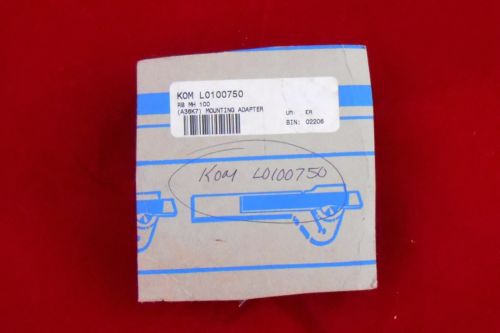 KOM L0100750
RB MH 100
(A36K7) MOUNTING ADAPTER
UM: EA
BIN: 02206
KOM L0100750